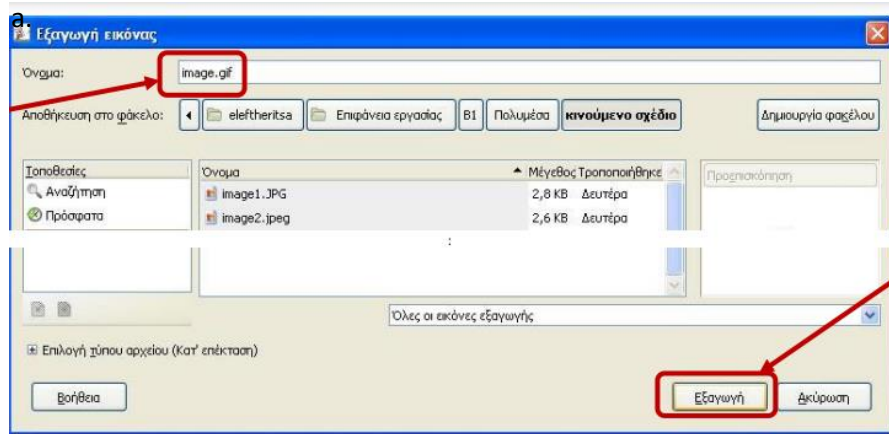 a.
Εξαγωγή εικόνας
Όνομα: image.gif
Αποθήκευση στο φάκελο: eleftheritsa Επιφάνεια εργασίας B1 Πολυμέσα κινούμενο σχέδιο Δημιουργία φακέλου
Τοποθεσίες Όνομα Μέγεθος Τροποποιήθηκε Προεπισκόπηση
Αναζήτηση image1.JPG 2,8 KB Δευτέρα
Πρόσφατα image2.jpeg 2,6 KB Δευτέρα
:
Όλες οι εικόνες εξαγωγής
Επιλογή τύπου αρχείου (Κατ' επέκταση)
Βοήθεια Εξαγωγή Ακύρωση